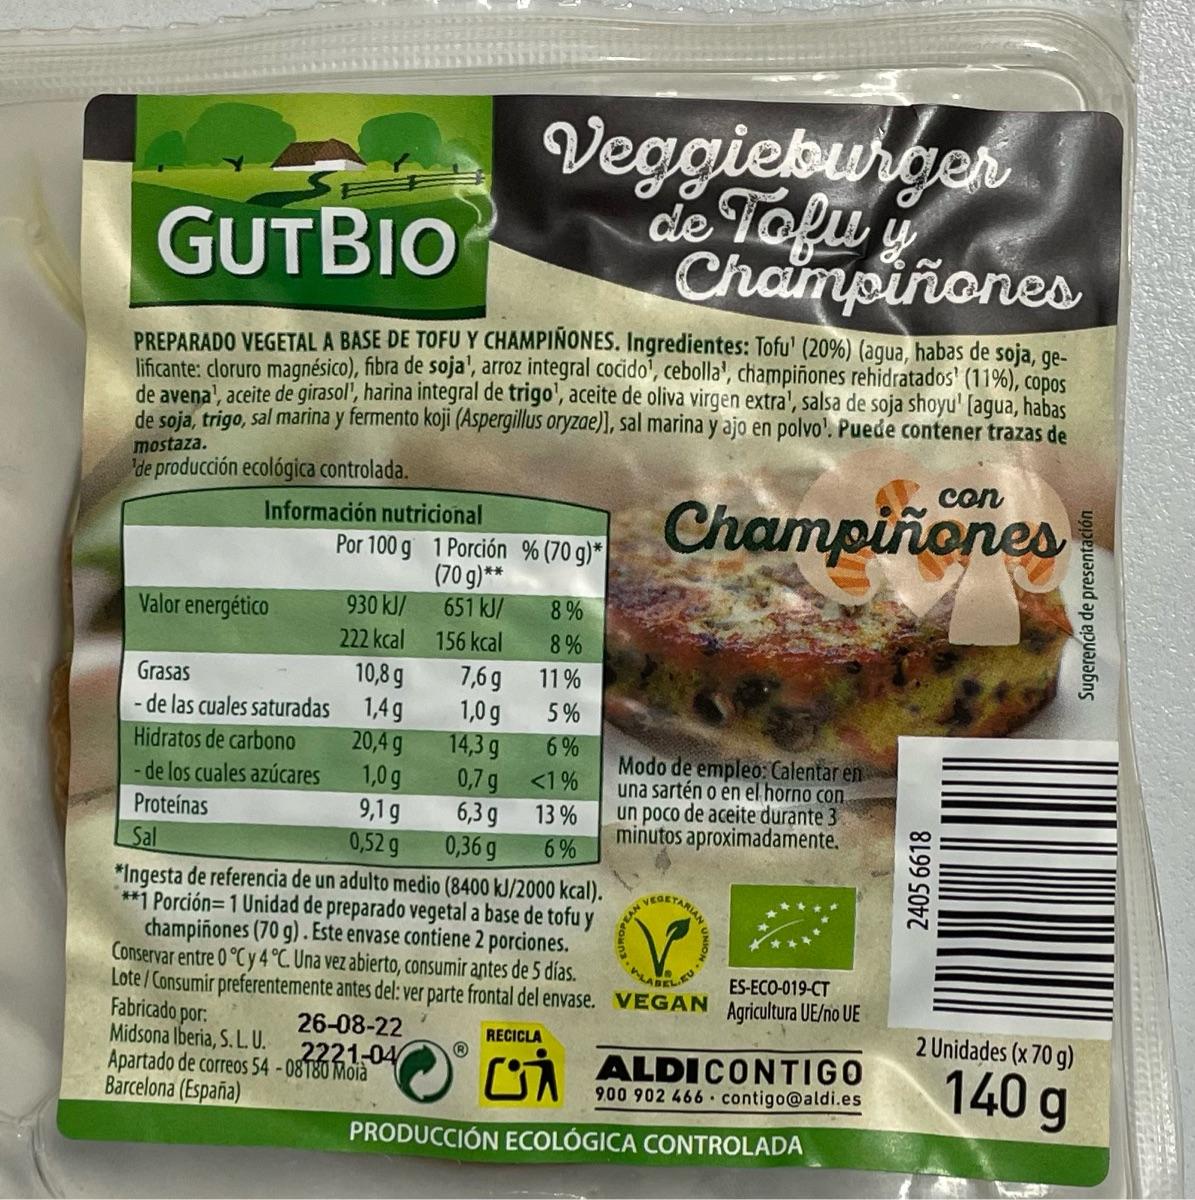 GUTBIO
Veggieburger
de Tofu y
Champiñones
PREPARADO VEGETAL A BASE DE TOFU Y CHAMPIÑONES. Ingredientes: Tofu¹ (20%) (agua, habas de soja, ge-
lificante: cloruro magnésico), fibra de soja¹, arroz integral cocido¹, cebolla¹, champiñones rehidratados¹ (11%), copos
de avena¹, aceite de girasol¹, harina integral de trigo¹, aceite de oliva virgen extra¹, salsa de soja shoyu¹ [agua, habas
de soja, trigo, sal marina y fermento koji (Aspergillus oryzae)], sal marina y ajo en polvo¹. Puede contener trazas de
mostaza.
¹de producción ecológica controlada.
con
Champiñones
Sugerencia de presentación
Información nutricional
Por 100 g 1 Porción % (70 g)*
(70 g)**
Valor energético 930 kJ/ 651 kJ/ 8 %
222 kcal 156 kcal 8 %
Grasas 10,8 g 7,6 g 11 %
- de las cuales saturadas 1,4 g 1,0 g 5 %
Hidratos de carbono 20,4 g 14,3 g 6 %
- de los cuales azúcares 1,0 g 0,7 g <1 %
Proteínas 9,1 g 6,3 g 13 %
Sal 0,52 g 0,36 g 6 %
*Ingesta de referencia de un adulto medio (8400 kJ/2000 kcal).
**1 Porción= 1 Unidad de preparado vegetal a base de tofu y
champiñones (70 g) . Este envase contiene 2 porciones.
Conservar entre 0 °C y 4 °C. Una vez abierto, consumir antes de 5 días.
Lote / Consumir preferentemente antes del: ver parte frontal del envase.
Fabricado por:
Midsona Iberia, S. L. U.
Apartado de correos 54 - 08180 Moià
Barcelona (España)
26-08-22
2221-04
®
RECICLA
Modo de empleo: Calentar en
una sartén o en el horno con
un poco de aceite durante 3
minutos aproximadamente.
EUROPEAN VEGETARIAN UNION
V-LABEL.EU
VEGAN
ES-ECO-019-CT
Agricultura UE/no UE
2405 6618
ALDI CONTIGO
900 902 466 · contigo@aldi.es
2 Unidades (x 70 g)
140 g
PRODUCCIÓN ECOLÓGICA CONTROLADA